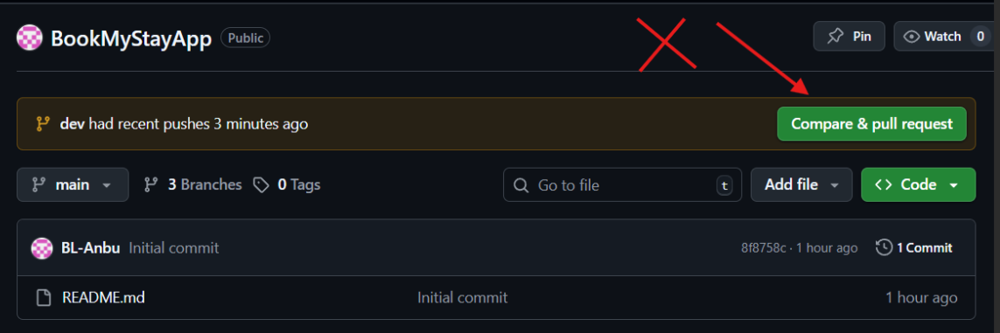 BookMyStayApp Public Pin Watch 0
dev had recent pushes 3 minutes ago Compare & pull request
main 3 Branches 0 Tags Go to file t Add file <> Code
BL-Anbu Initial commit 8f8758c · 1 hour ago 1 Commit
README.md Initial commit 1 hour ago